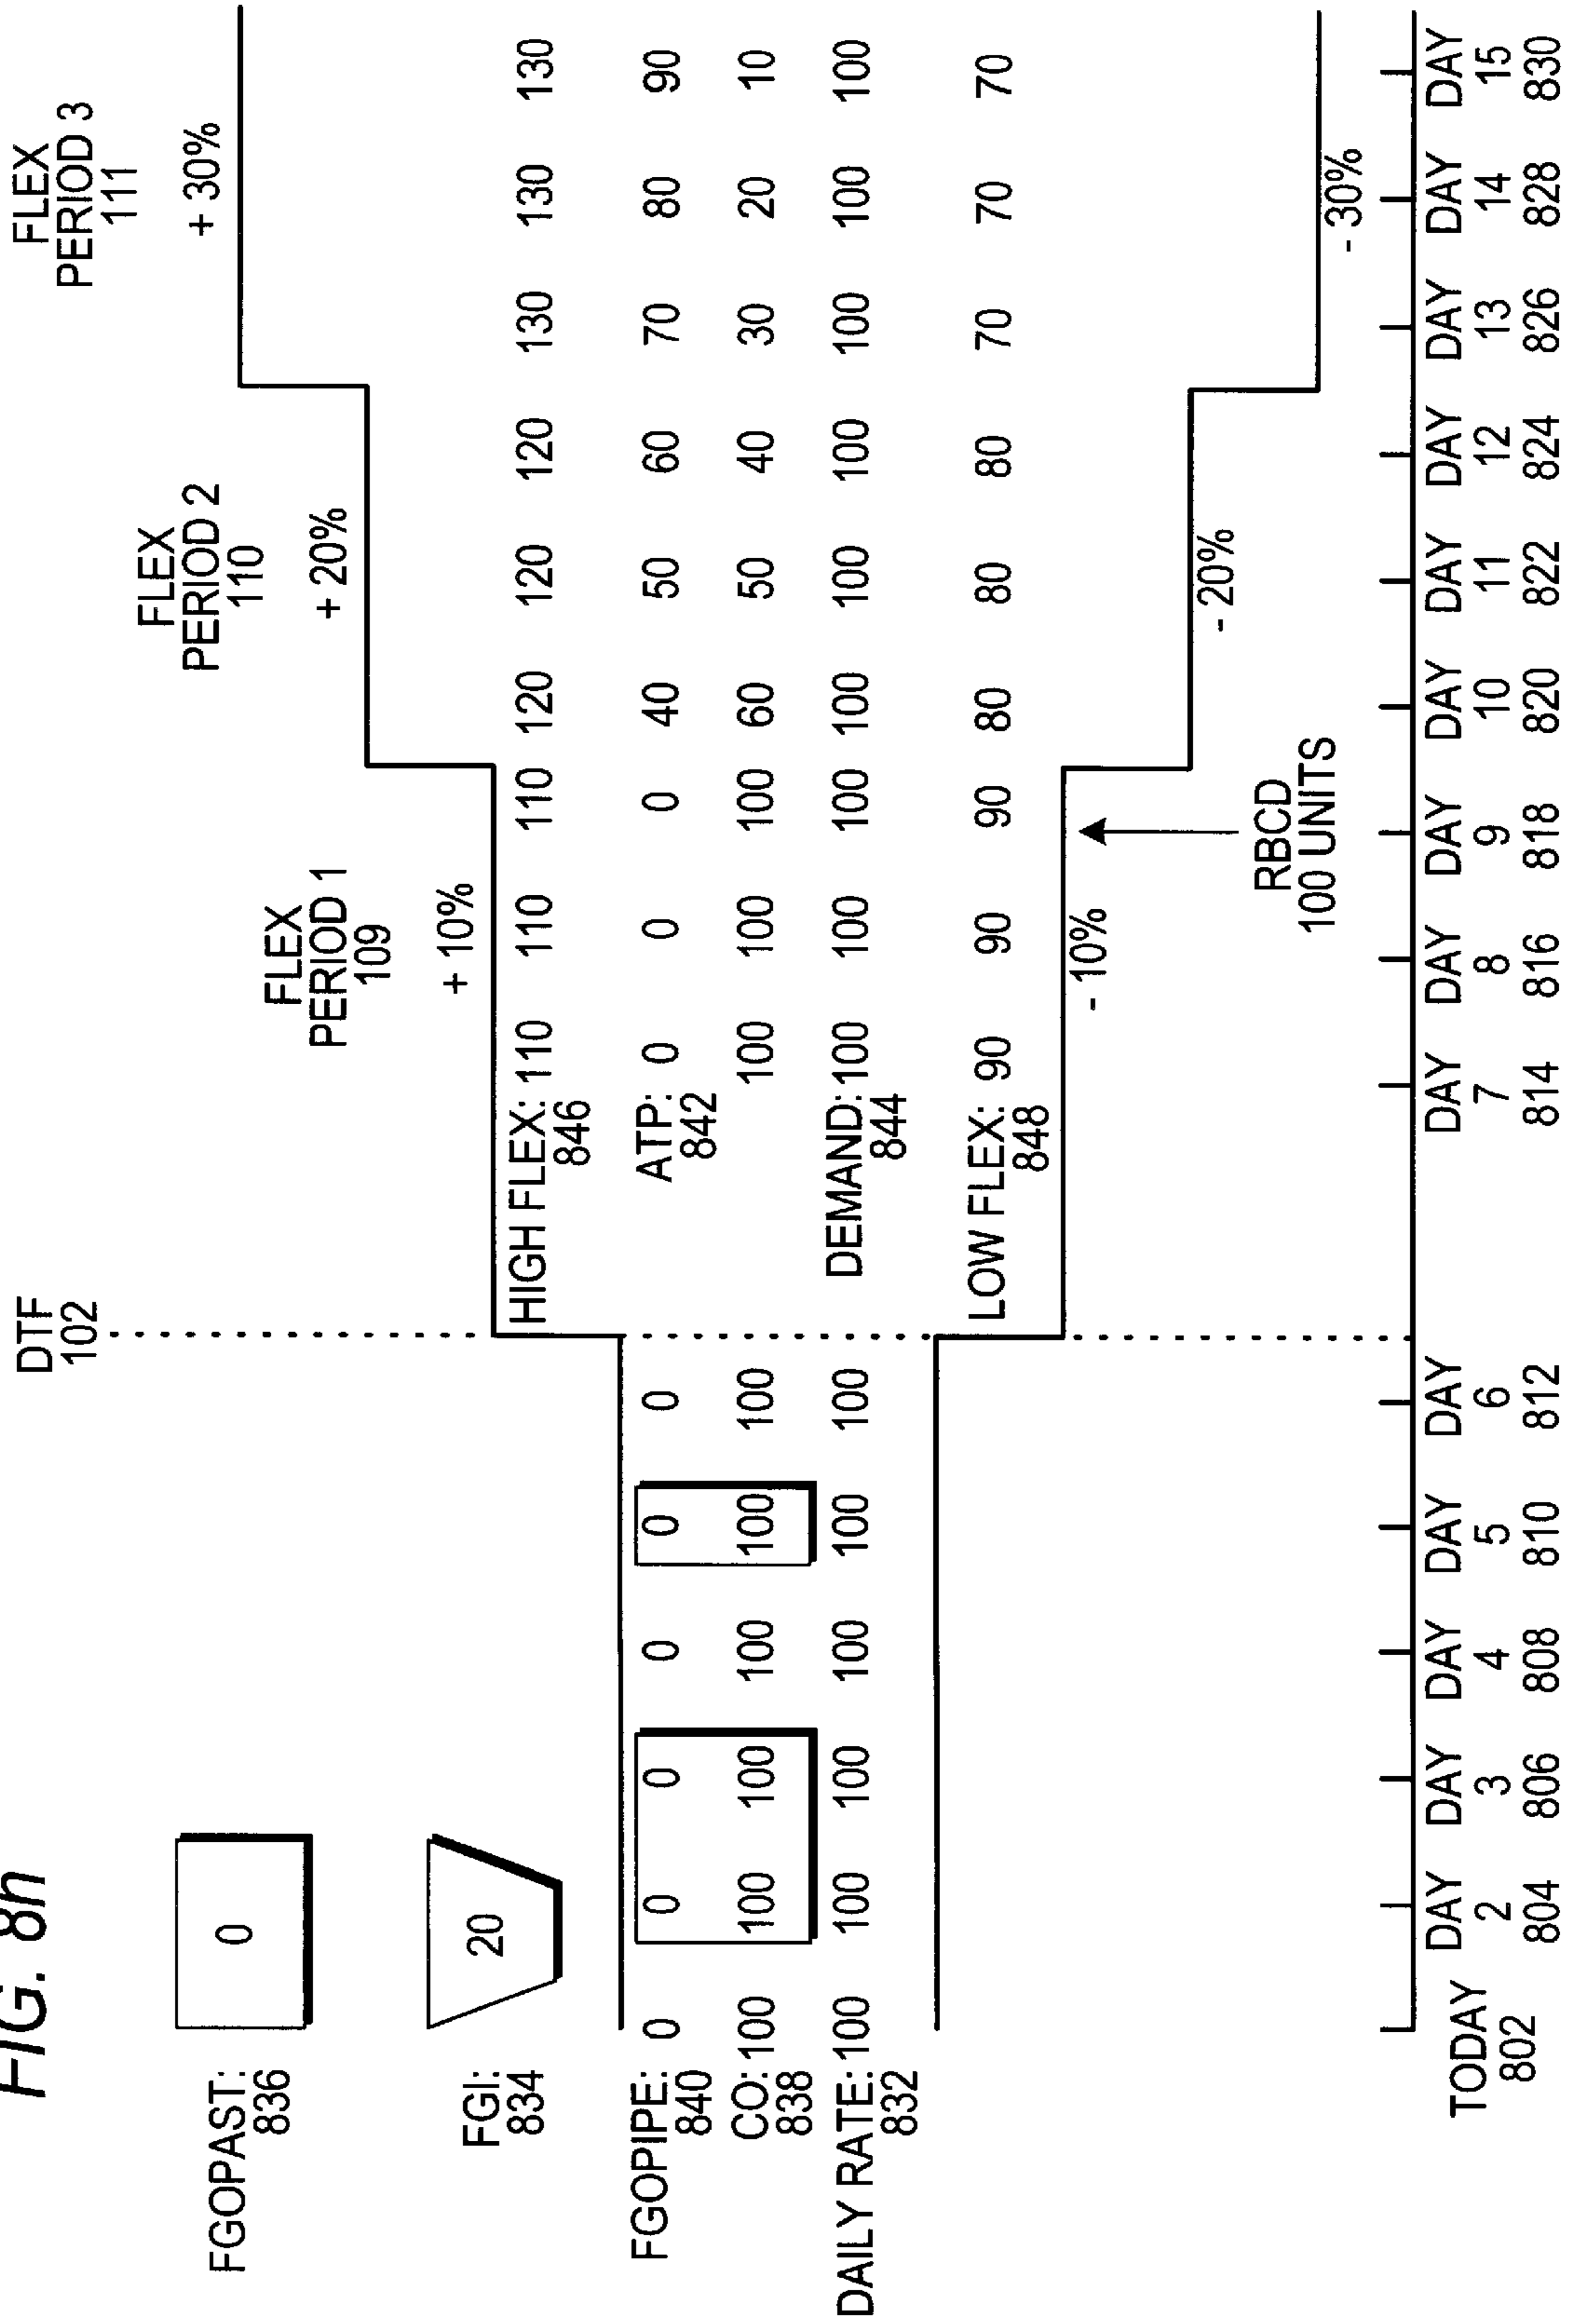 FIG. 8n
DTF
102
FLEX
PERIOD 3
111
+ 30%
FLEX
PERIOD 2
110
+ 20%
FLEX
PERIOD 1
109
+ 10%
FGOPAST:
836
0
FGI:
834
20
HIGH FLEX: 110 110 110 120 120 120 130 130 130
846
FGOPIPE: 0 0 0 0 0 0
840
ATP: 0 0 0 40 50 60 70 80 90
842
CO: 100 100 100 100 100 100 100 100 100 60 50 40 30 20 10
838
DAILY RATE: 100 100 100 100 100 100
832
DEMAND: 100 100 100 100 100 100 100 100 100
844
LOW FLEX: 90 90 90 80 80 80 70 70 70
848
- 10%
- 20%
- 30%
RBCD
100 UNITS
TODAY DAY DAY DAY DAY DAY DAY DAY DAY DAY DAY DAY DAY DAY DAY
2 3 4 5 6 7 8 9 10 11 12 13 14 15
802 804 806 808 810 812 814 816 818 820 822 824 826 828 830